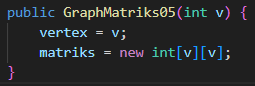 public GraphMatriks05(int v) {
    vertex = v;
    matriks = new int[v][v];
}